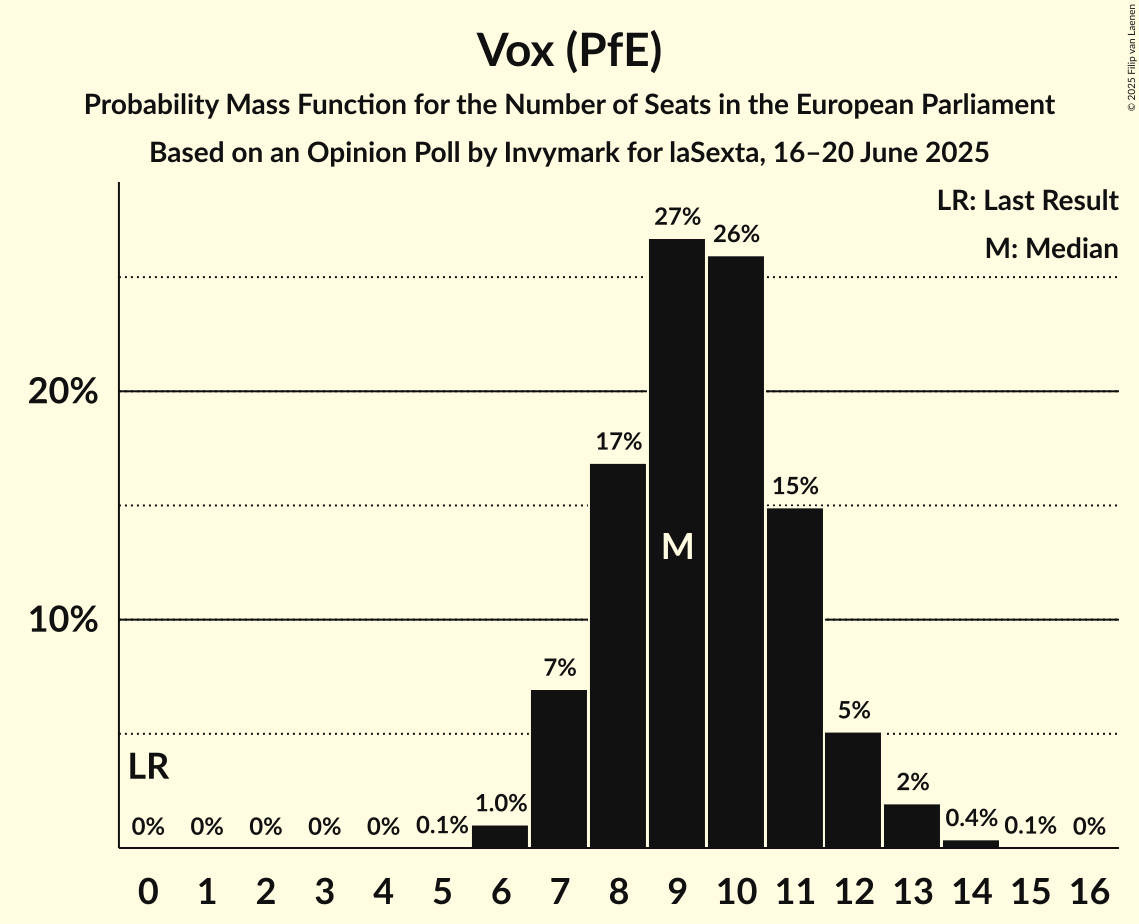 Vox (PfE)
Probability Mass Function for the Number of Seats in the European Parliament
Based on an Opinion Poll by Invymark for laSexta, 16–20 June 2025
© 2025 Filip van Laenen
LR: Last Result
M: Median
20%
10%
LR
M
0% 0% 0% 0% 0% 0.1% 1.0% 7% 17% 27% 26% 15% 5% 2% 0.4% 0.1% 0%
0 1 2 3 4 5 6 7 8 9 10 11 12 13 14 15 16